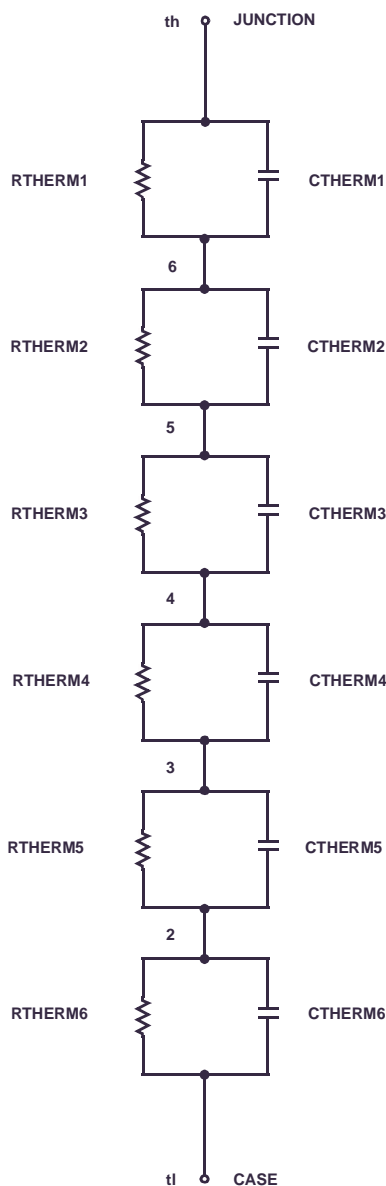 th JUNCTION
RTHERM1 CTHERM1
6
RTHERM2 CTHERM2
5
RTHERM3 CTHERM3
4
RTHERM4 CTHERM4
3
RTHERM5 CTHERM5
2
RTHERM6 CTHERM6
tl CASE